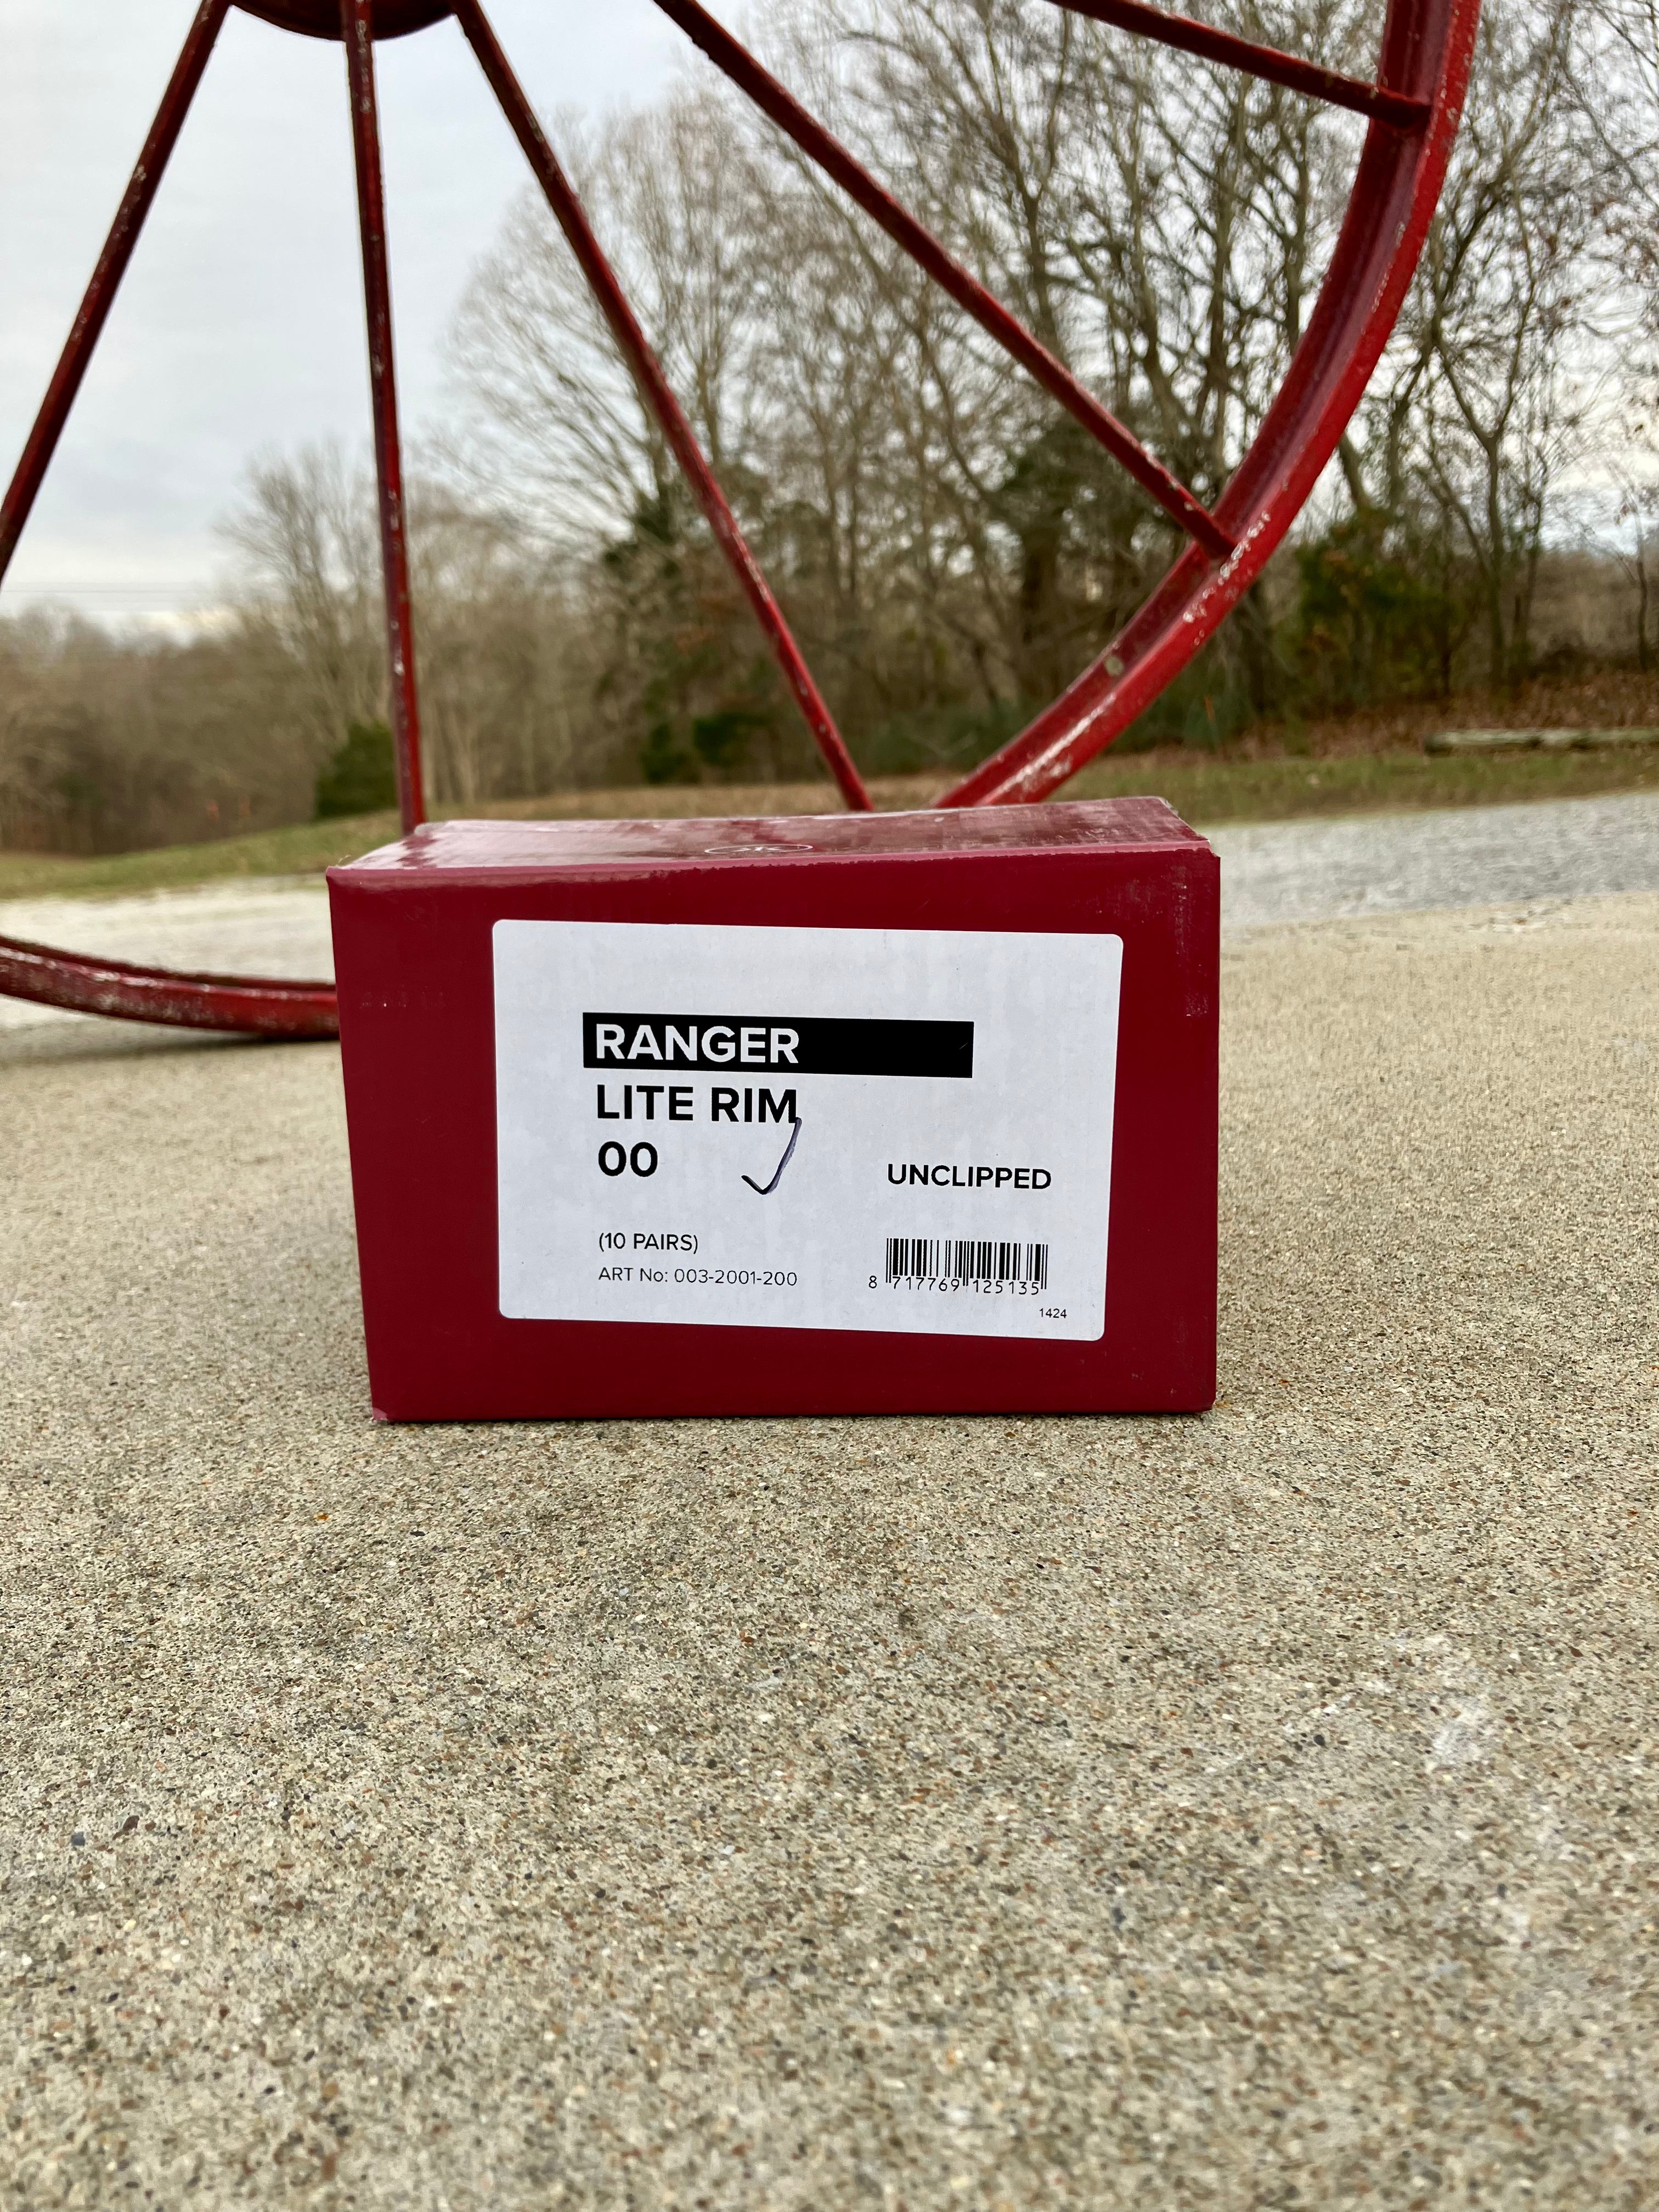 RANGER
LITE RIM
00
UNCLIPPED
(10 PAIRS)
ART No: 003-2001-200
8 717769 125135
1424